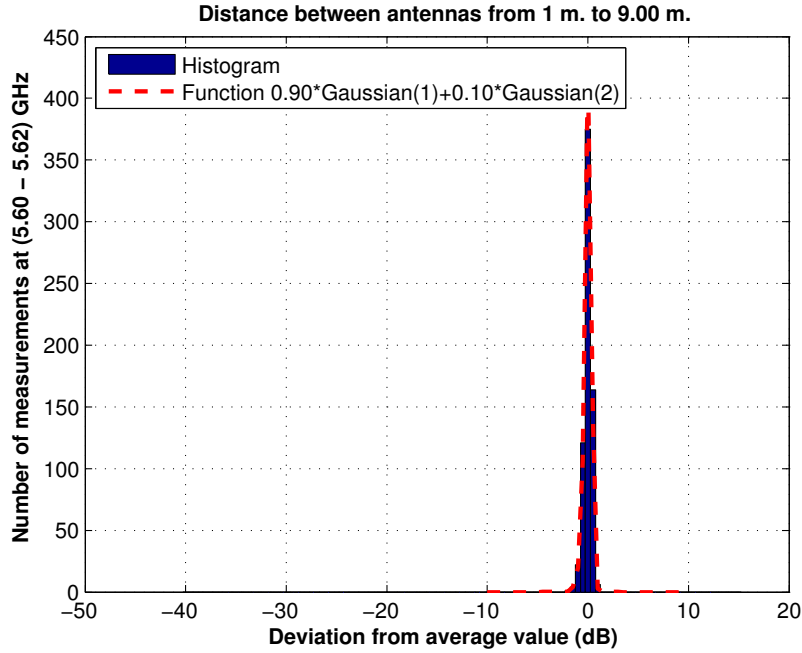 Distance between antennas from 1 m. to 9.00 m.
450
400
350
300
250
200
150
100
50
0
Number of measurements at (5.60 − 5.62) GHz
Histogram
Function 0.90*Gaussian(1)+0.10*Gaussian(2)
−50 −40 −30 −20 −10 0 10 20
Deviation from average value (dB)